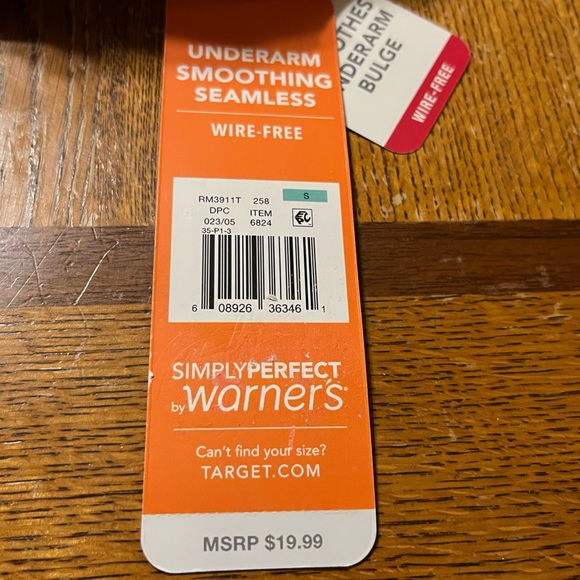 UNDERARM
SMOOTHING
SEAMLESS
WIRE-FREE
BULGE
WIRE-FREE
RM3911T 258 S
DPC ITEM
023/05 6824
35-P1-3
6 08926 36346 1
SIMPLYPERFECT
by warner's®
Can't find your size?
TARGET.COM
MSRP $19.99